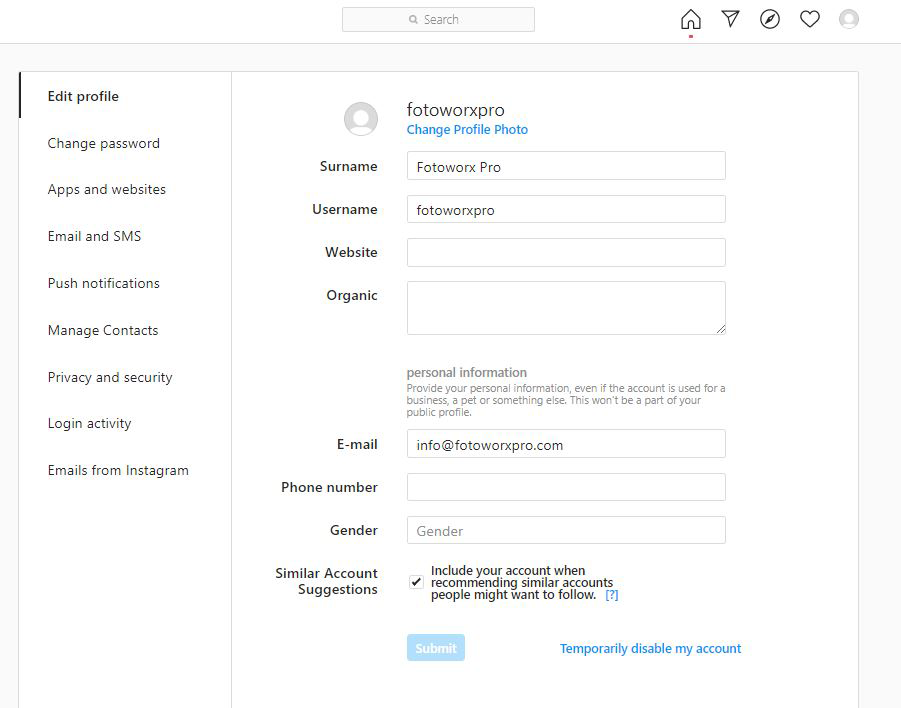 Search
Edit profile
Change password
Apps and websites
Email and SMS
Push notifications
Manage Contacts
Privacy and security
Login activity
Emails from Instagram
fotoworxpro
Change Profile Photo
Surname
Fotoworx Pro
Username
fotoworxpro
Website
Organic
personal information
Provide your personal information, even if the account is used for a
business, a pet or something else. This won't be a part of your
public profile.
E-mail
info@fotoworxpro.com
Phone number
Gender
Gender
Similar Account
Suggestions
Include your account when
recommending similar accounts
people might want to follow. [?]
Submit
Temporarily disable my account